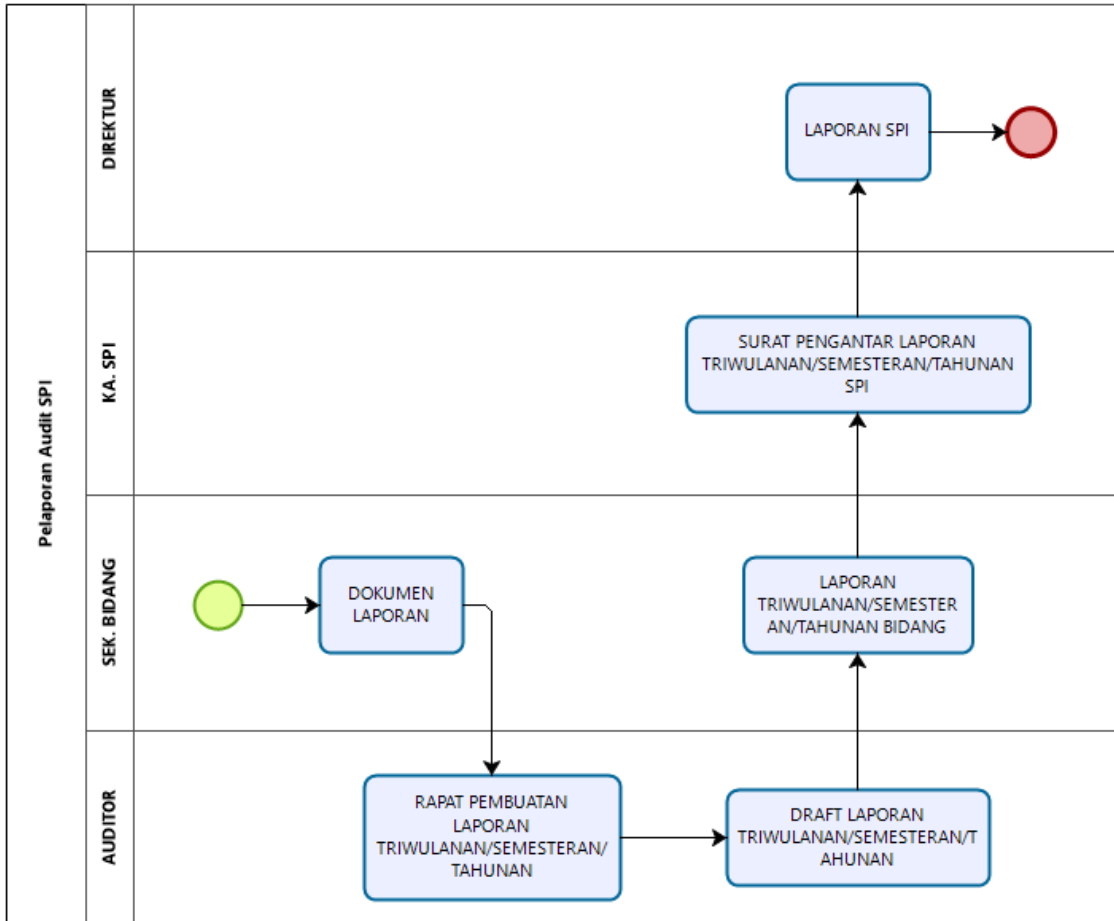 Pelaporan Audit SPI
DIREKTUR
LAPORAN SPI
KA. SPI
SURAT PENGANTAR LAPORAN
TRIWULANAN/SEMESTERAN/TAHUNAN
SPI
SEK. BIDANG
DOKUMEN
LAPORAN
LAPORAN
TRIWULANAN/SEMESTER
AN/TAHUNAN BIDANG
AUDITOR
RAPAT PEMBUATAN
LAPORAN
TRIWULANAN/SEMESTERAN/
TAHUNAN
DRAFT LAPORAN
TRIWULANAN/SEMESTERAN/T
AHUNAN